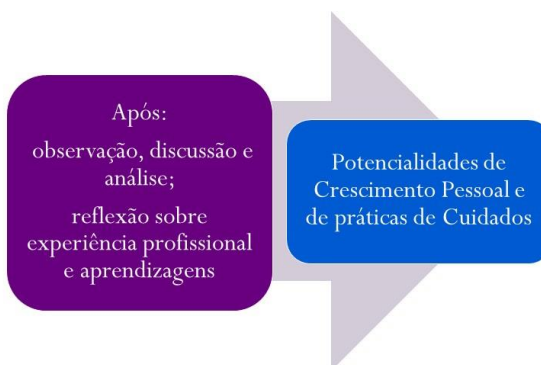 Após:
observação, discussão e
análise;
reflexão sobre
experiência profissional
e aprendizagens
Potencialidades de
Crescimento Pessoal e
de práticas de Cuidados